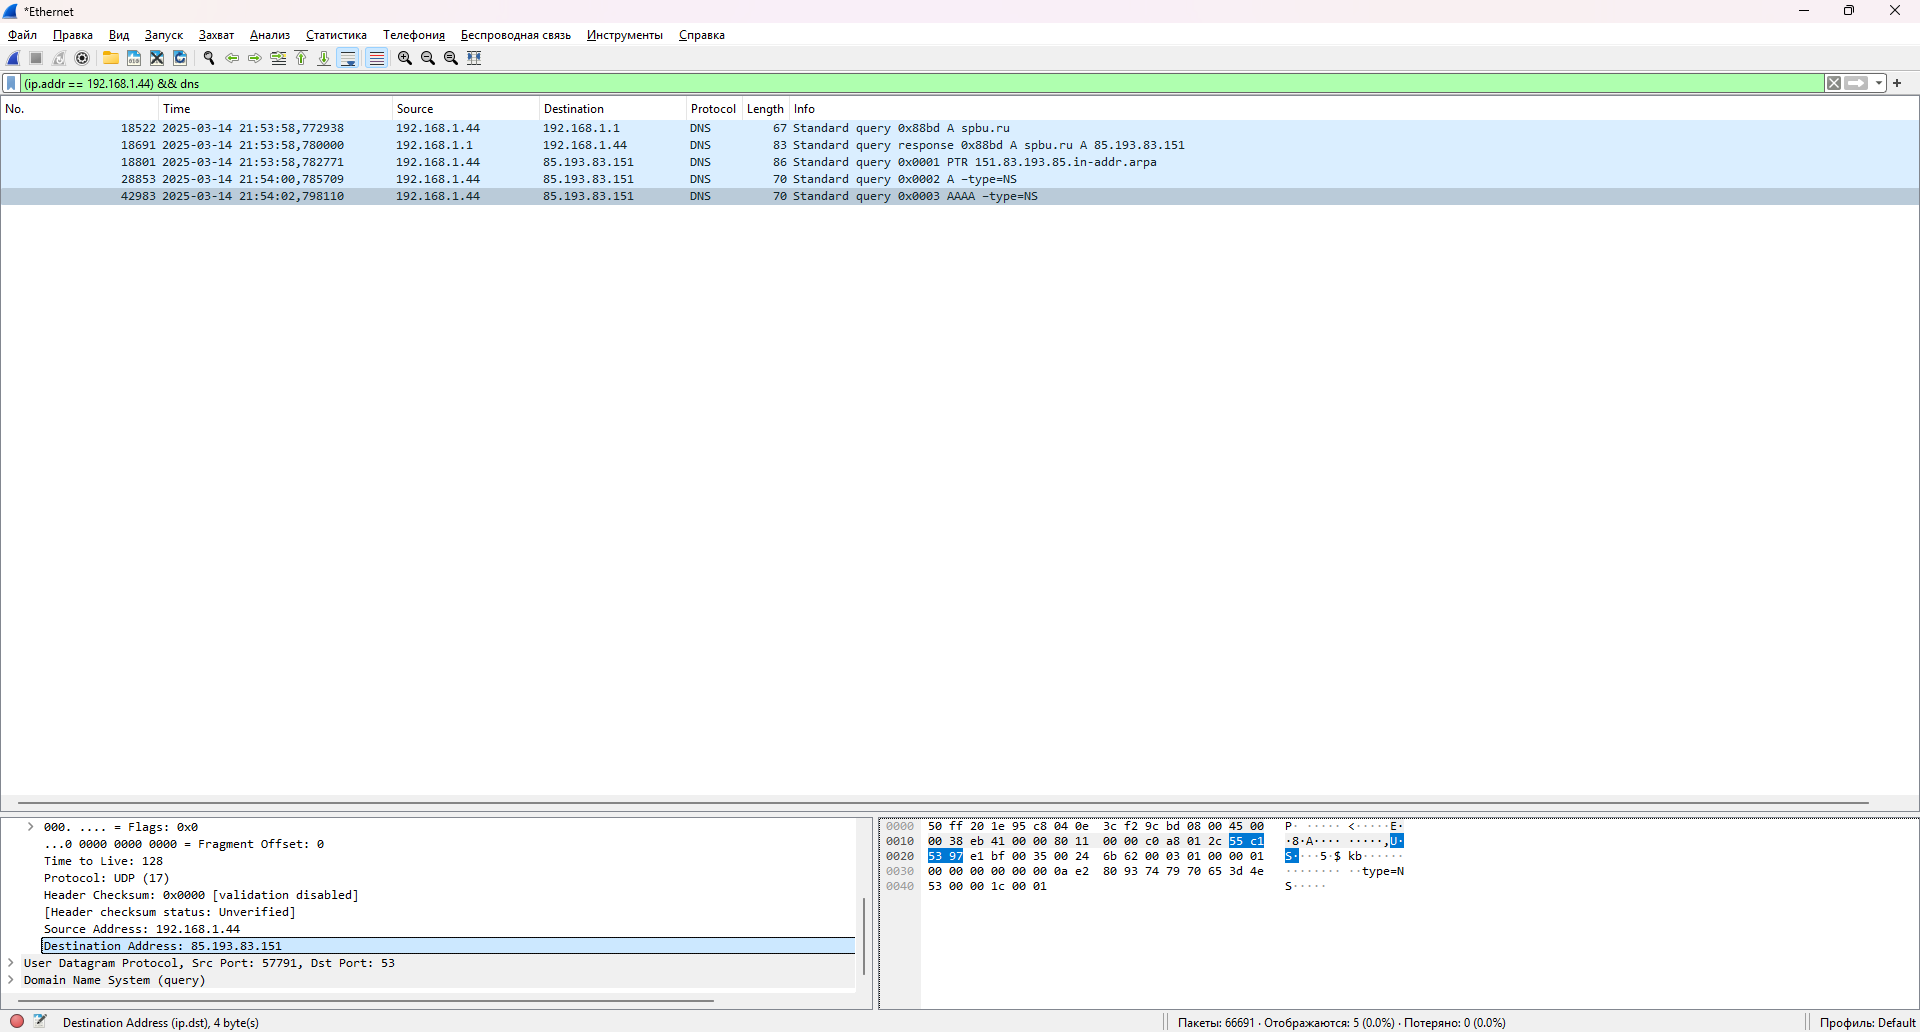 *Ethernet
Файл Правка Вид Запуск Захват Анализ Статистика Телефония Беспроводная связь Инструменты Справка
(ip.addr == 192.168.1.44) && dns
No. Time Source Destination Protocol Length Info
18522 2025-03-14 21:53:58,772938 192.168.1.44 192.168.1.1 DNS 67 Standard query 0x88bd A spbu.ru
18691 2025-03-14 21:53:58,780000 192.168.1.1 192.168.1.44 DNS 83 Standard query response 0x88bd A spbu.ru A 85.193.83.151
18801 2025-03-14 21:53:58,782771 192.168.1.44 85.193.83.151 DNS 86 Standard query 0x0001 PTR 151.83.193.85.in-addr.arpa
28853 2025-03-14 21:54:00,785709 192.168.1.44 85.193.83.151 DNS 70 Standard query 0x0002 A –type=NS
42983 2025-03-14 21:54:02,798110 192.168.1.44 85.193.83.151 DNS 70 Standard query 0x0003 AAAA –type=NS
000. .... = Flags: 0x0
...0 0000 0000 0000 = Fragment Offset: 0
Time to Live: 128
Protocol: UDP (17)
Header Checksum: 0x0000 [validation disabled]
[Header checksum status: Unverified]
Source Address: 192.168.1.44
Destination Address: 85.193.83.151
User Datagram Protocol, Src Port: 57791, Dst Port: 53
Domain Name System (query)
0000 50 ff 20 1e 95 c8 04 0e 3c f2 9c bd 08 00 45 00 P· ····· <·····E·
0010 00 38 eb 41 00 00 80 11 00 00 c0 a8 01 2c 55 c1 ·8·A···· ·····,U·
0020 53 97 e1 bf 00 35 00 24 6b 62 00 03 01 00 00 01 S····5·$ kb······
0030 00 00 00 00 00 00 0a e2 80 93 74 79 70 65 3d 4e ········ ··type=N
0040 53 00 00 1c 00 01 S·····
Destination Address (ip.dst), 4 byte(s) Пакеты: 66691 · Отображаются: 5 (0.0%) · Потеряно: 0 (0.0%) Профиль: Default